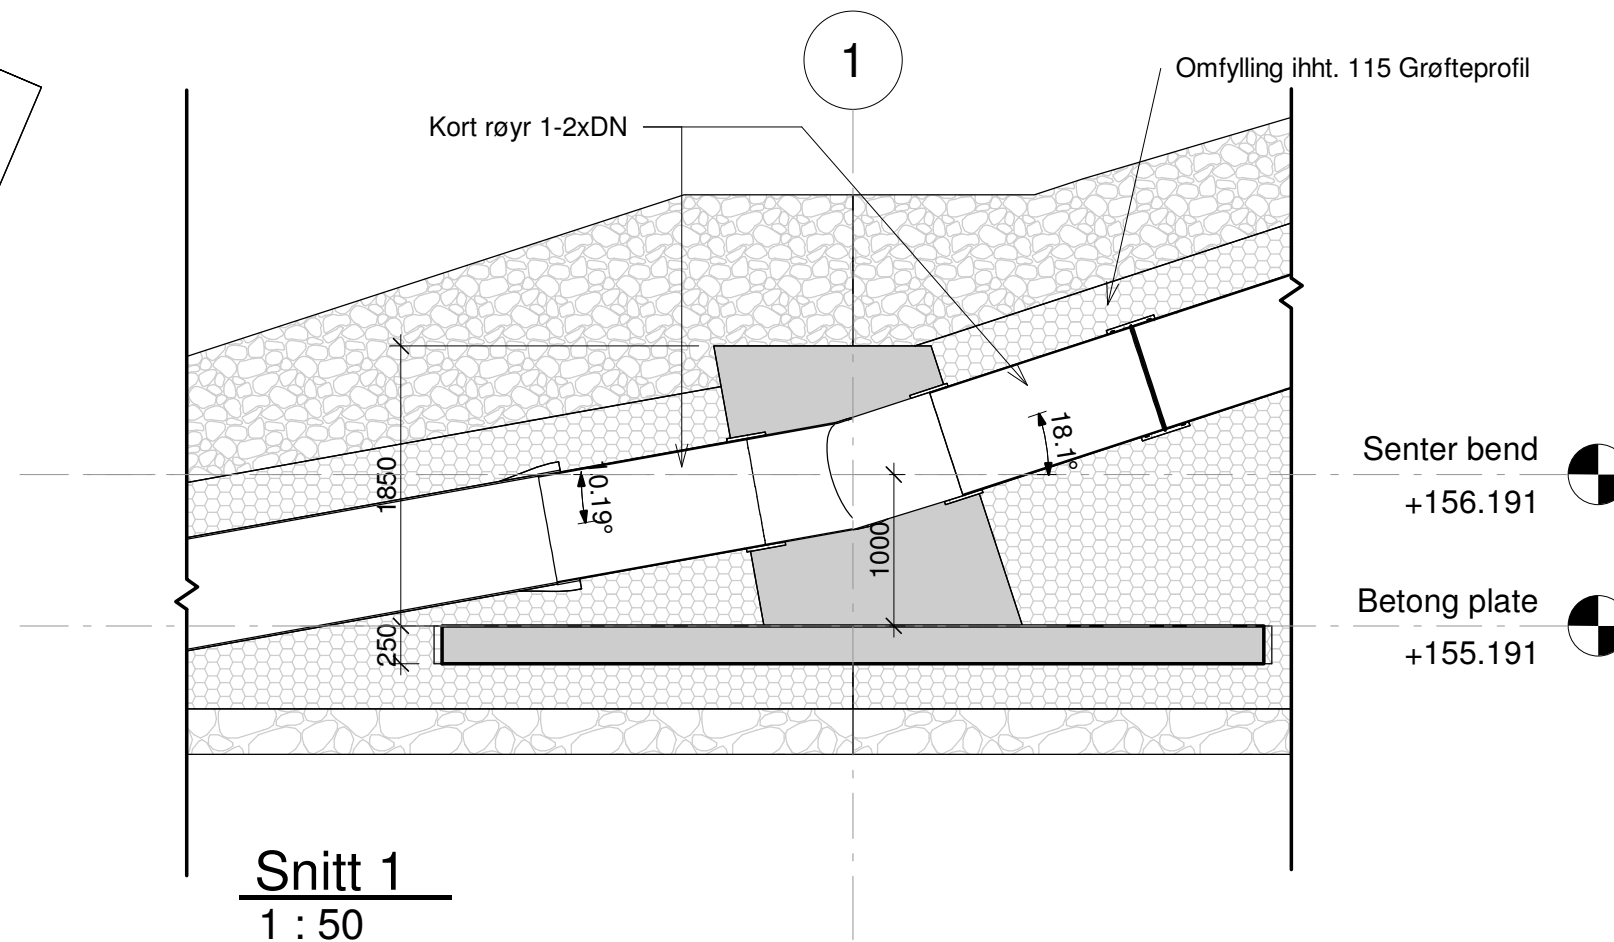 1
Omfylling ihht. 115 Grøfteprofil
Kort røyr 1-2xDN
18.1°
Senter bend
+156.191
1850
0.19°
1000
Betong plate
+155.191
250
Snitt 1
1 : 50